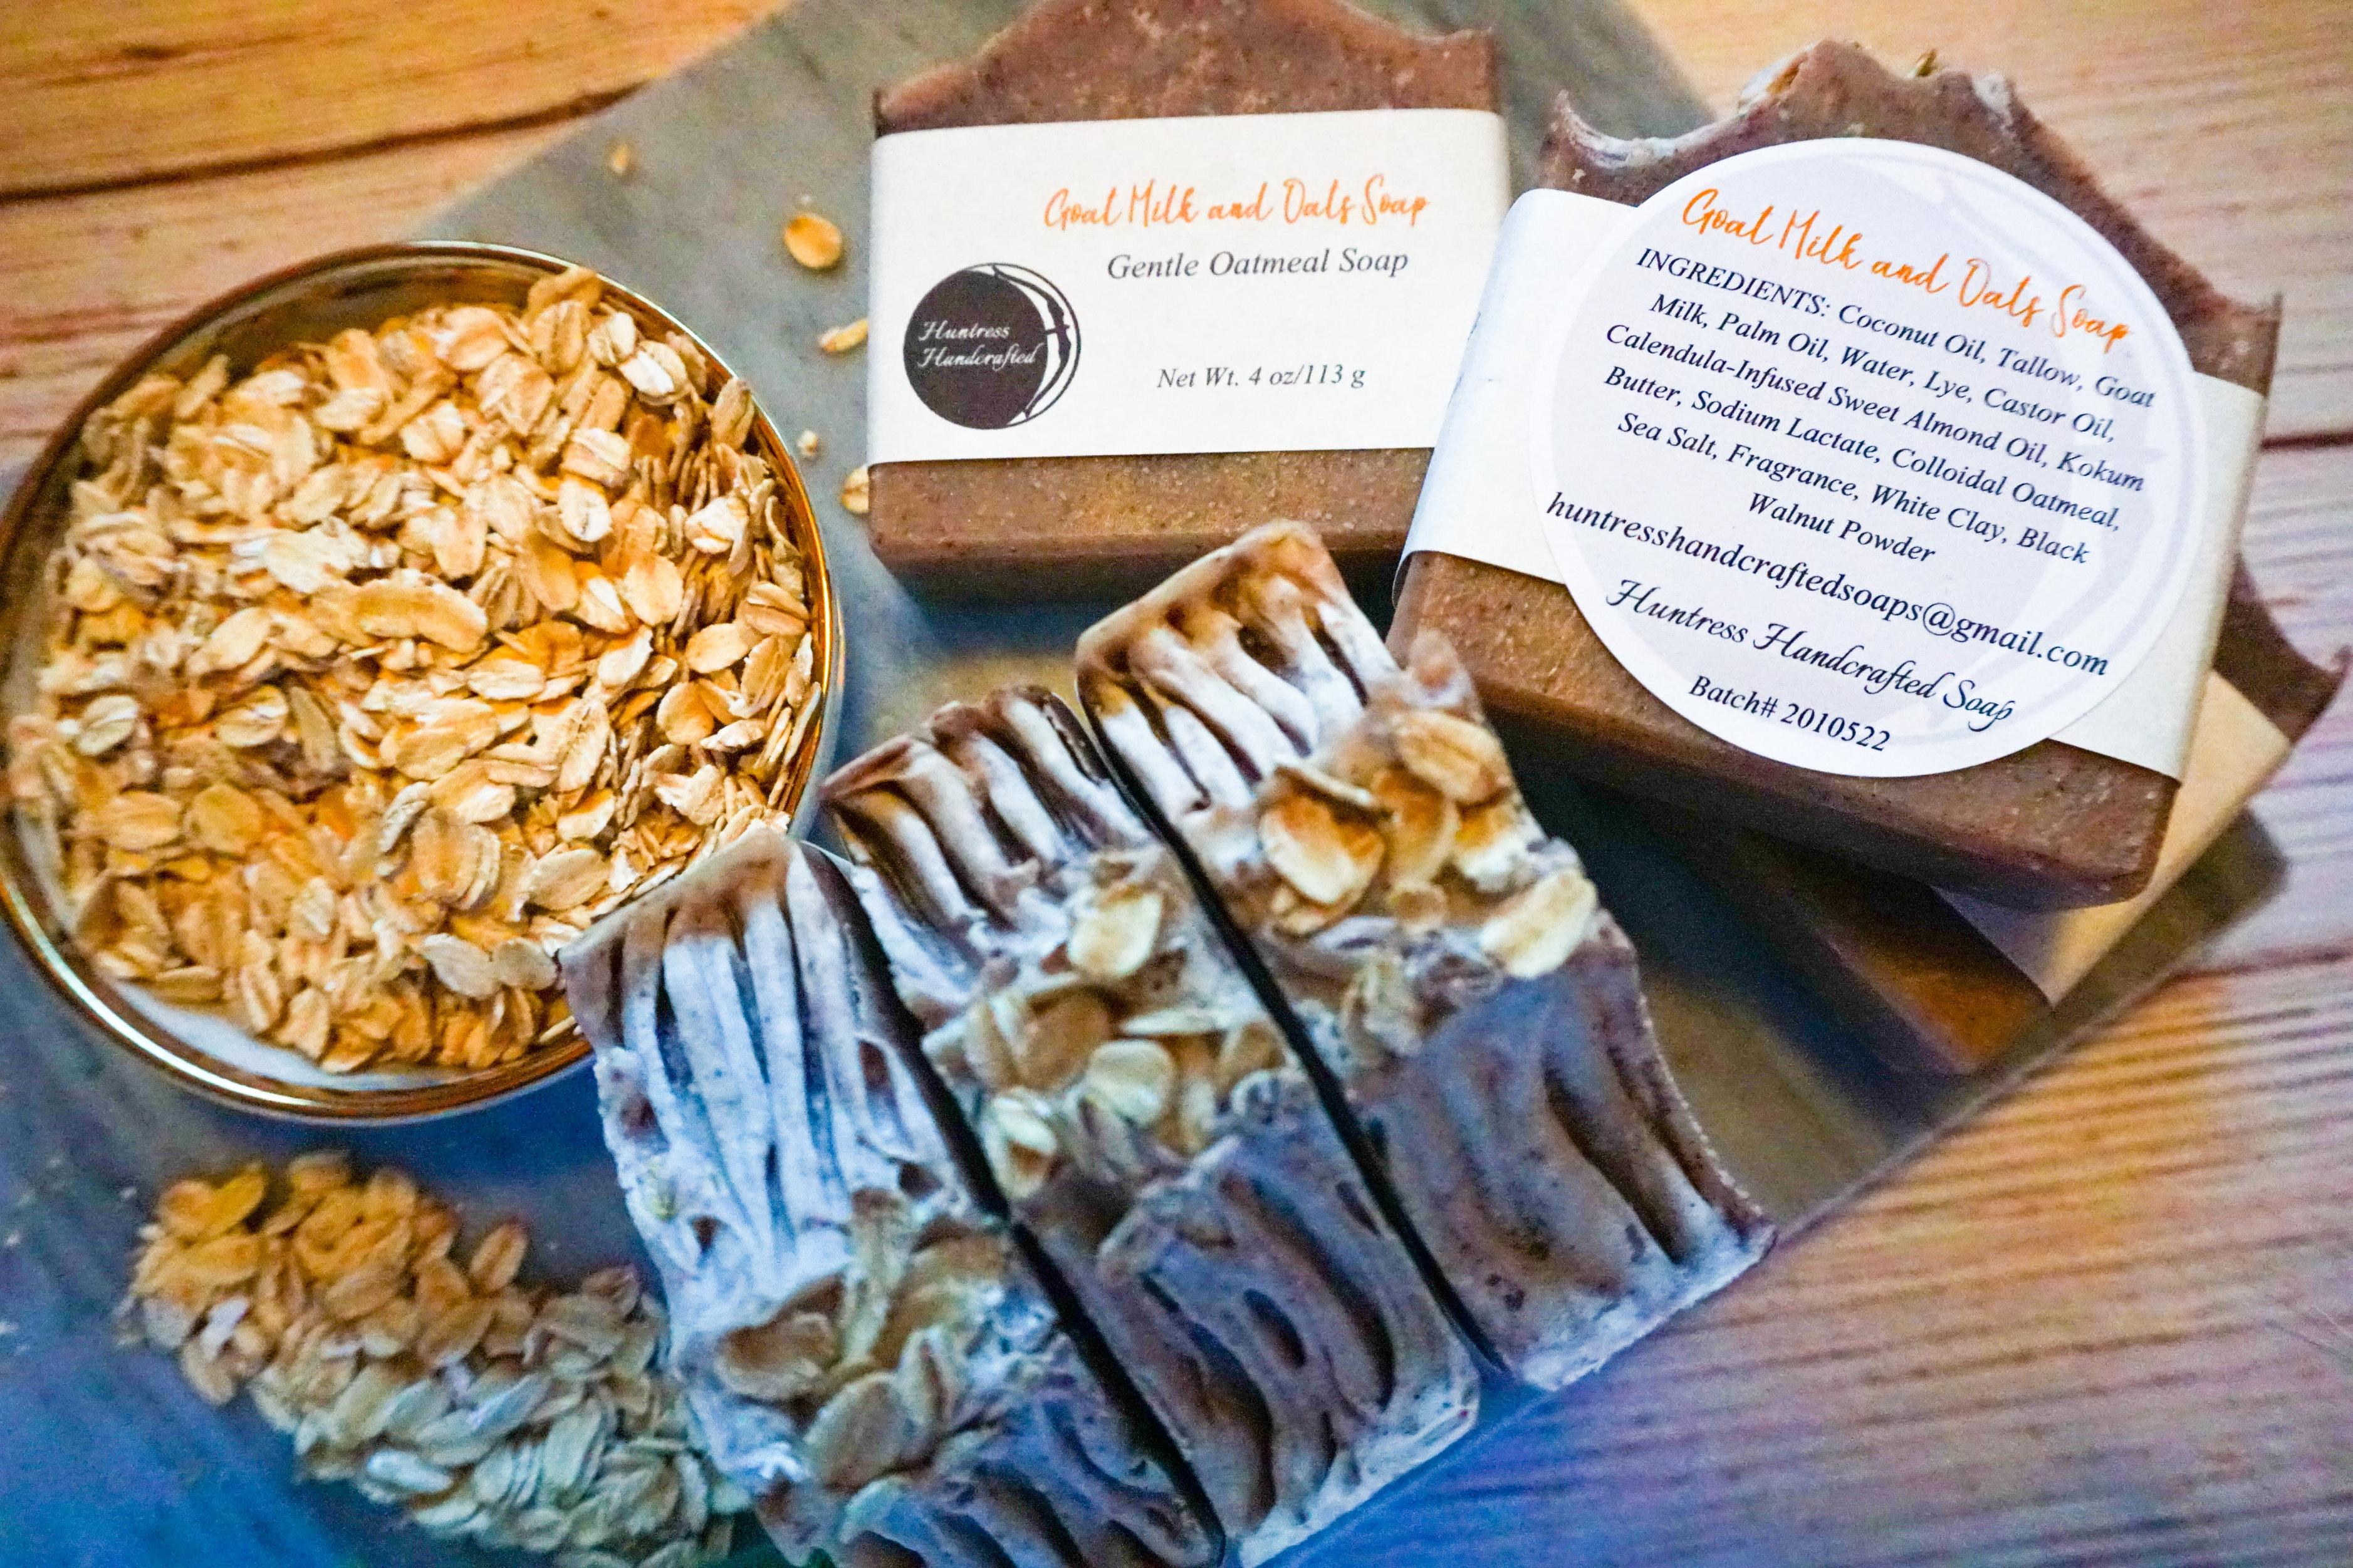 Goat Milk and Oats Soap
Gentle Oatmeal Soap
Huntress
Handcrafted
Net Wt. 4 oz/113 g
Goat Milk and Oats Soap
INGREDIENTS: Coconut Oil, Tallow, Goat
Milk, Palm Oil, Water, Lye, Castor Oil,
Calendula-Infused Sweet Almond Oil, Kokum
Butter, Sodium Lactate, Colloidal Oatmeal,
Sea Salt, Fragrance, White Clay, Black
Walnut Powder
huntresshandcraftedsoaps@gmail.com
Huntress Handcrafted Soap
Batch# 2010522